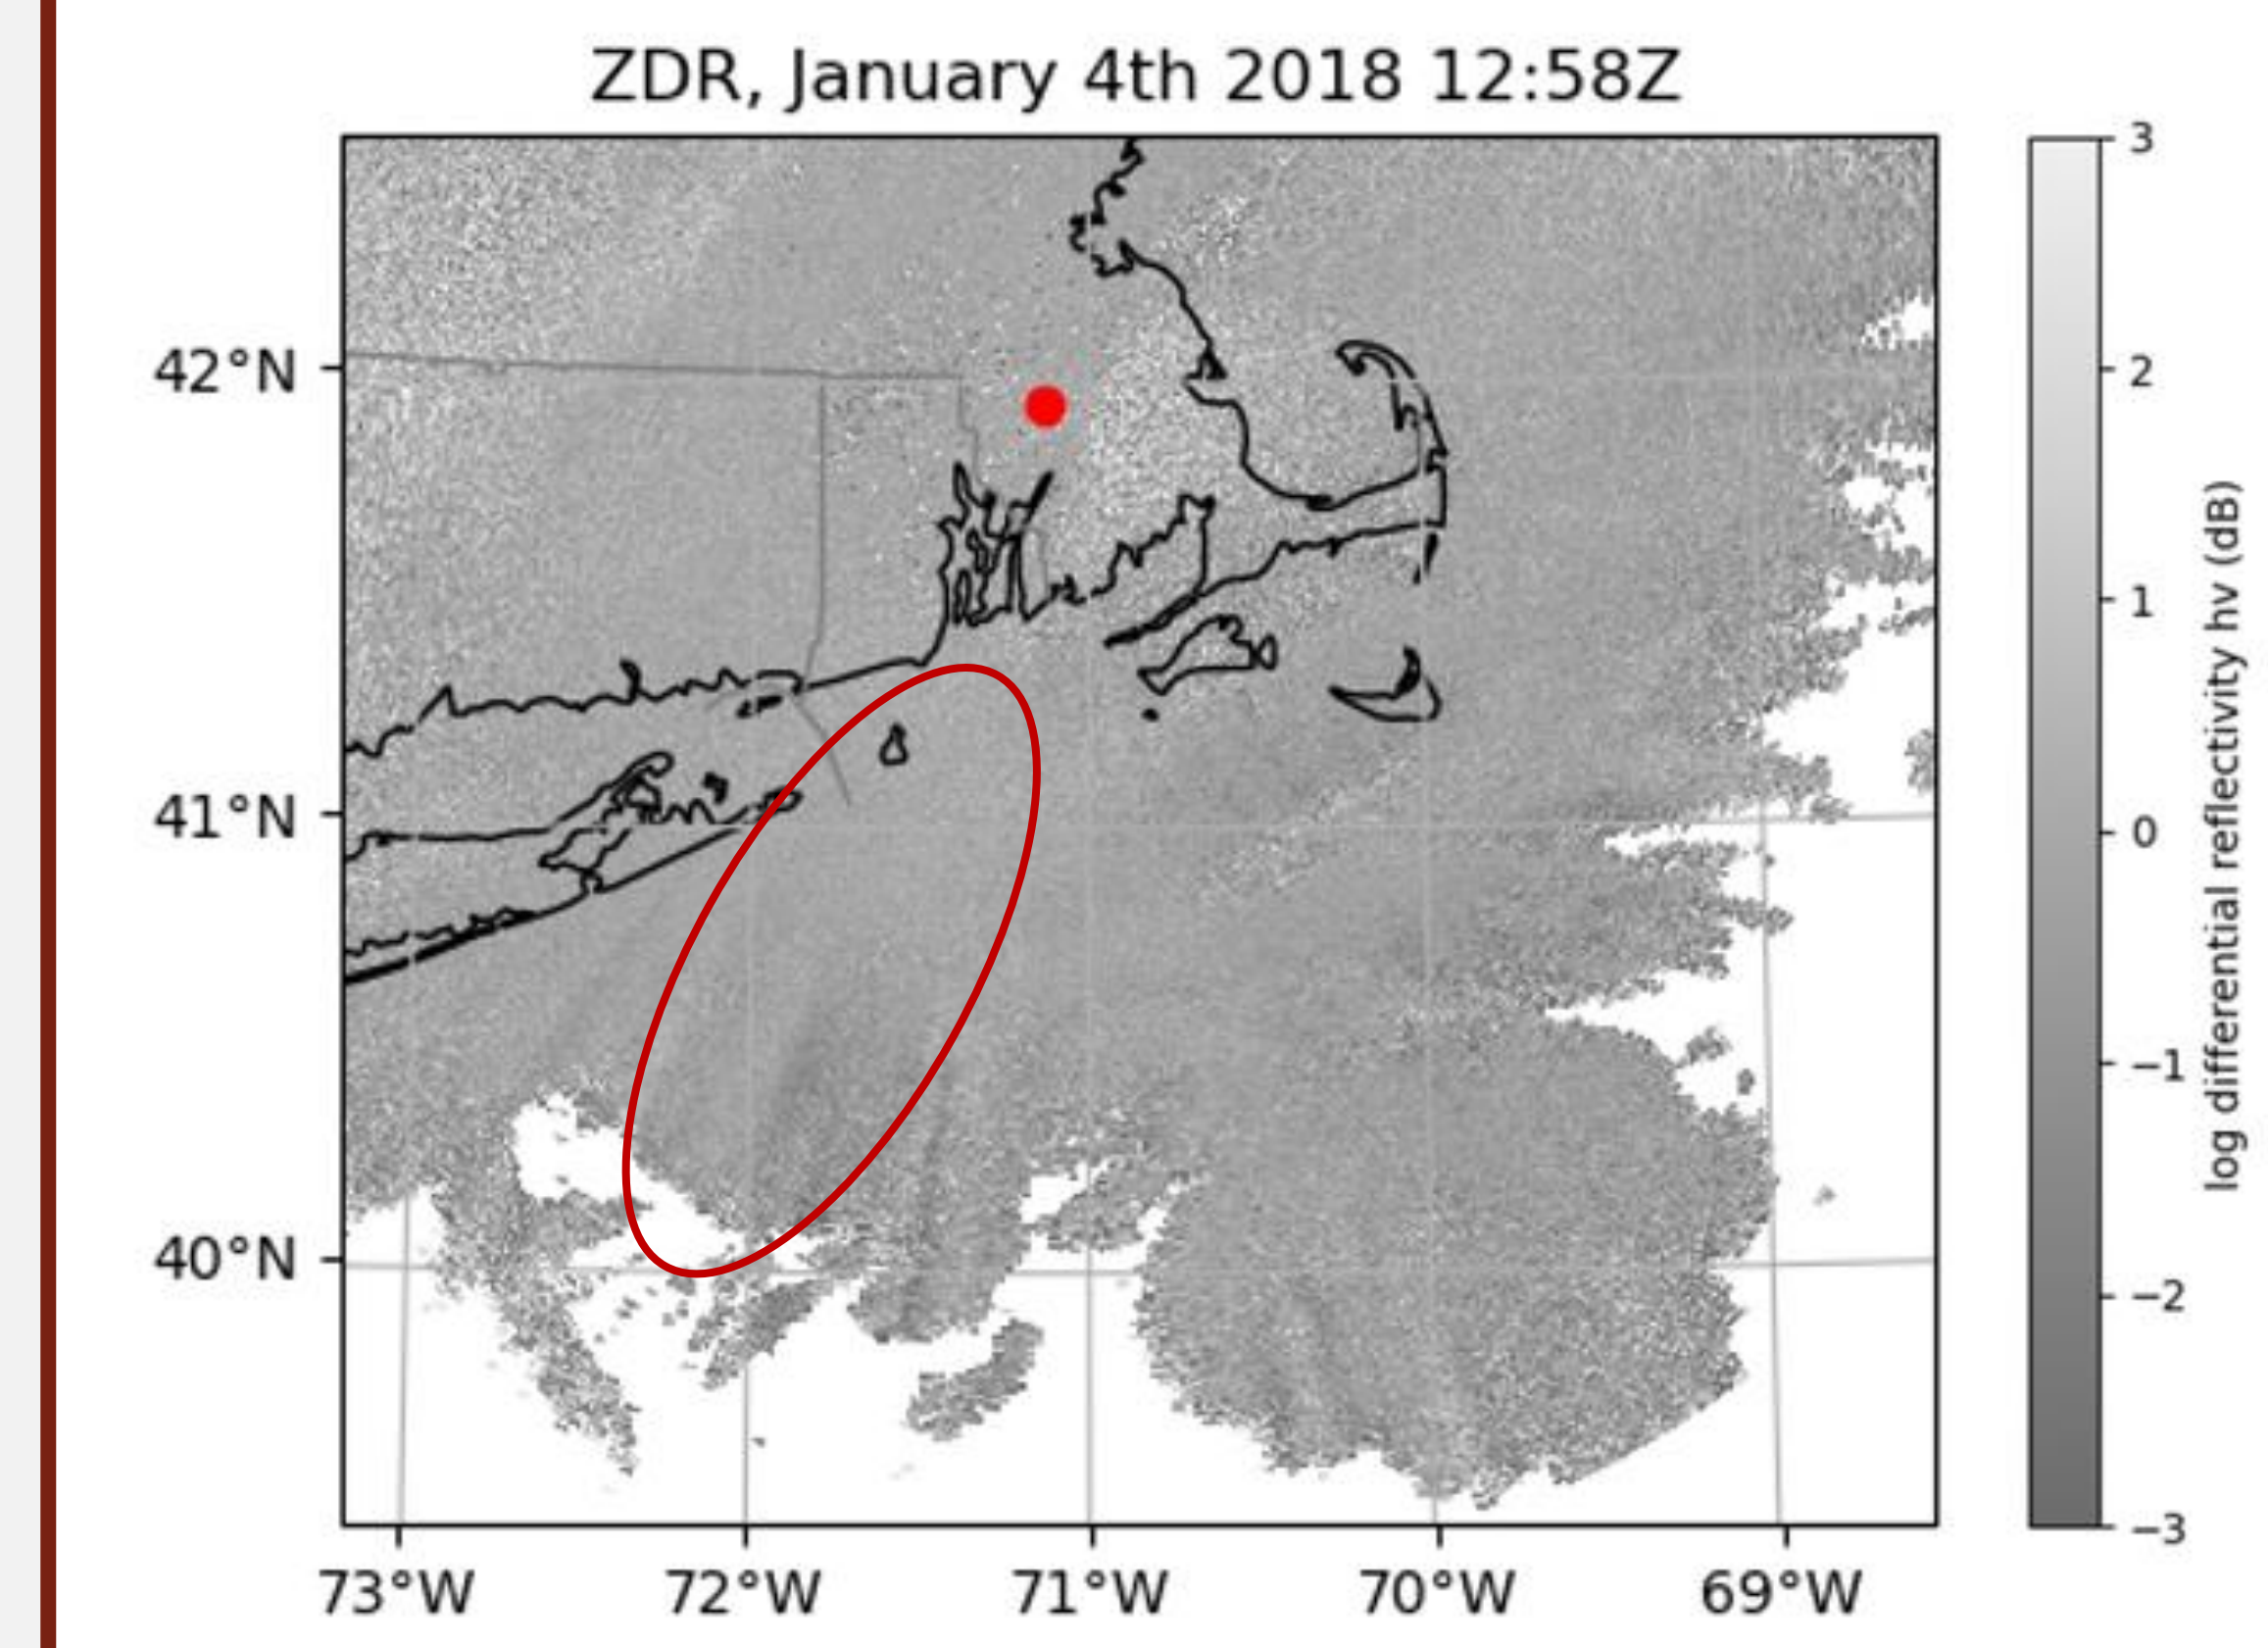 ZDR, January 4th 2018 12:58Z
42°N
41°N
40°N
73°W
72°W
71°W
70°W
69°W
3
2
1
0
−1
−2
−3
log differential reflectivity hv (dB)